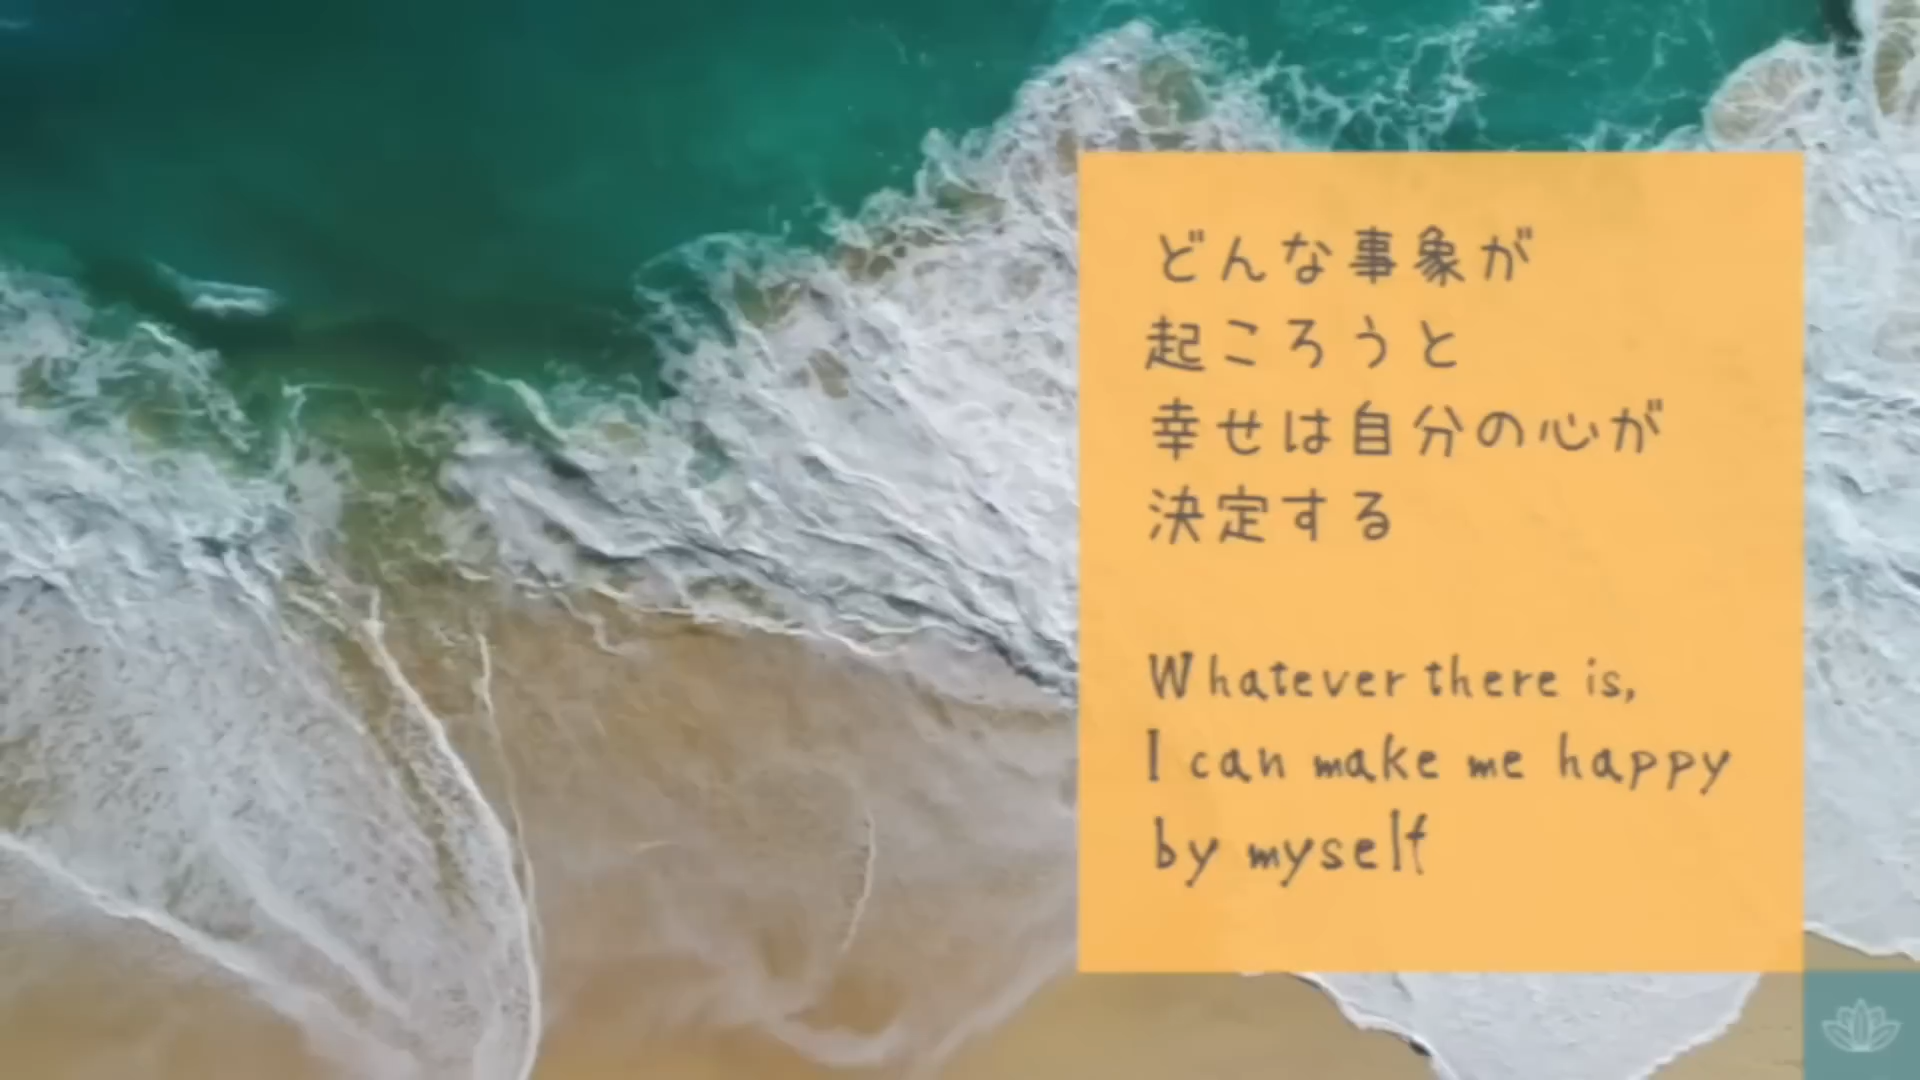 どんな事象が
起ころうと
幸せは自分の心が
決定する
Whatever there is,
I can make me happy
by myself